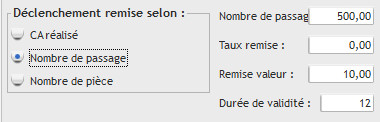 Déclenchement remise selon :
CA réalisé
Nombre de passage
Nombre de pièce
Nombre de passag 500,00
Taux remise : 0,00
Remise valeur : 10,00
Durée de validité : 12